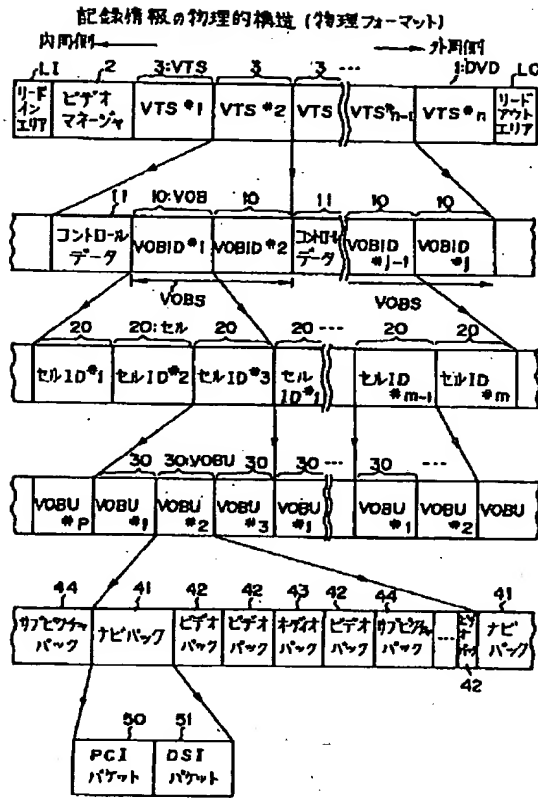 記録情報の物理的構造(物理フォーマット)
内周側 外周側
LI 2 3:VTS 3 3 ... 1:DVD LO
リードインエリア ビデオマネージャ VTS #1 VTS #2 VTS VTS #n-1 VTS #n リードアウトエリア
11 10:VOB 10 11 10 10
コントロールデータ VOBID #1 VOBID #2 コントロールデータ VOBID #j-1 VOBID #j
VOBS VOBS
20 20:セル 20 20 ... 20 20
セルID #1 セルID #2 セルID #3 セルID #1 セルID #m-1 セルID #m
30 30:VOBU 30 30 ... 30 ...
VOBU #P VOBU #1 VOBU #2 VOBU #3 VOBU #1 VOBU #1 VOBU #2 VOBU
44 41 42 42 43 42 44 41
サブピクチャパック ナビパック ビデオパック ビデオパック オーディオパック ビデオパック サブピクチャパック ... ビデオパック ナビパック
42
50 51
PCIパケット DSIパケット